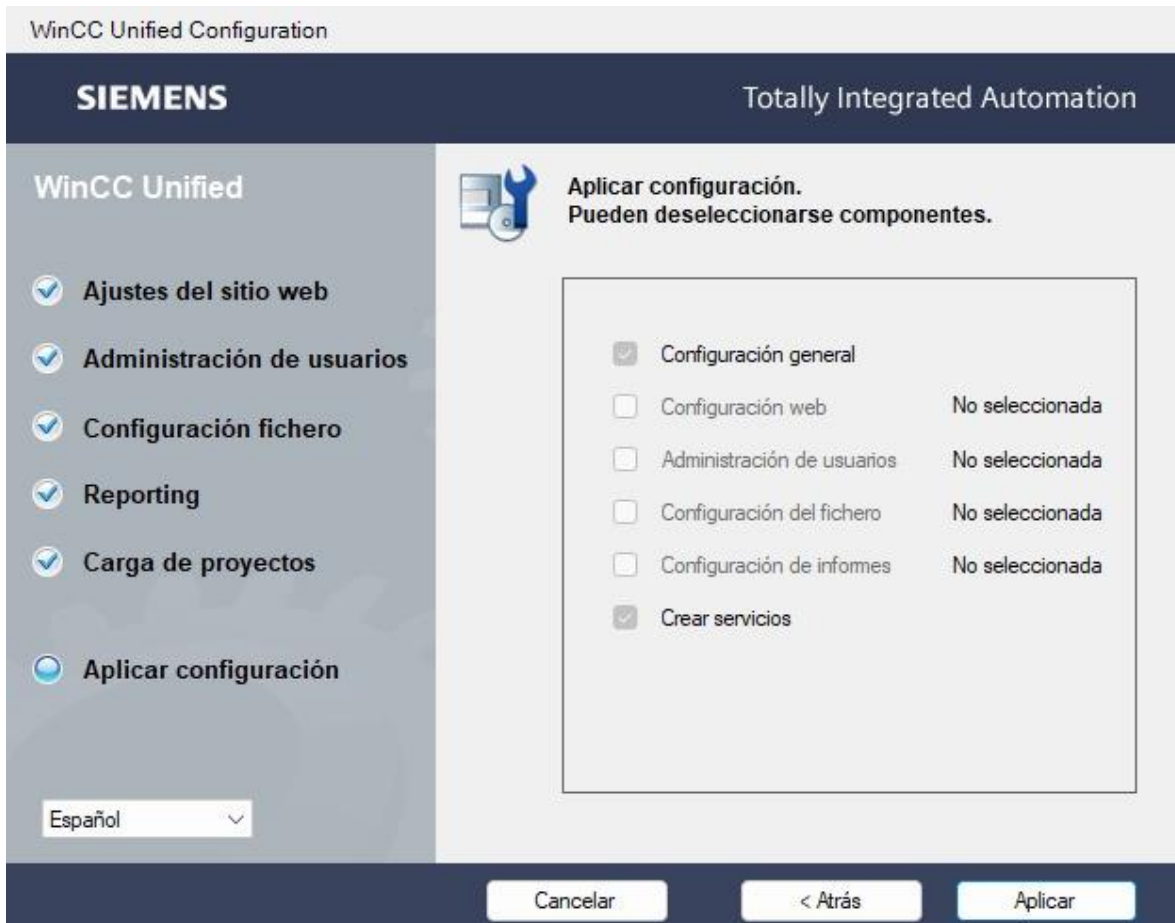 WinCC Unified Configuration
SIEMENS
Totally Integrated Automation
WinCC Unified
Ajustes del sitio web
Administración de usuarios
Configuración fichero
Reporting
Carga de proyectos
Aplicar configuración
Español
Aplicar configuración.
Pueden deseleccionarse componentes.
Configuración general
Configuración web No seleccionada
Administración de usuarios No seleccionada
Configuración del fichero No seleccionada
Configuración de informes No seleccionada
Crear servicios
Cancelar
< Atrás
Aplicar